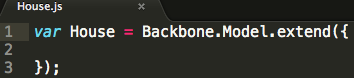 House.js ×
1 var House = Backbone.Model.extend({
2
3 });